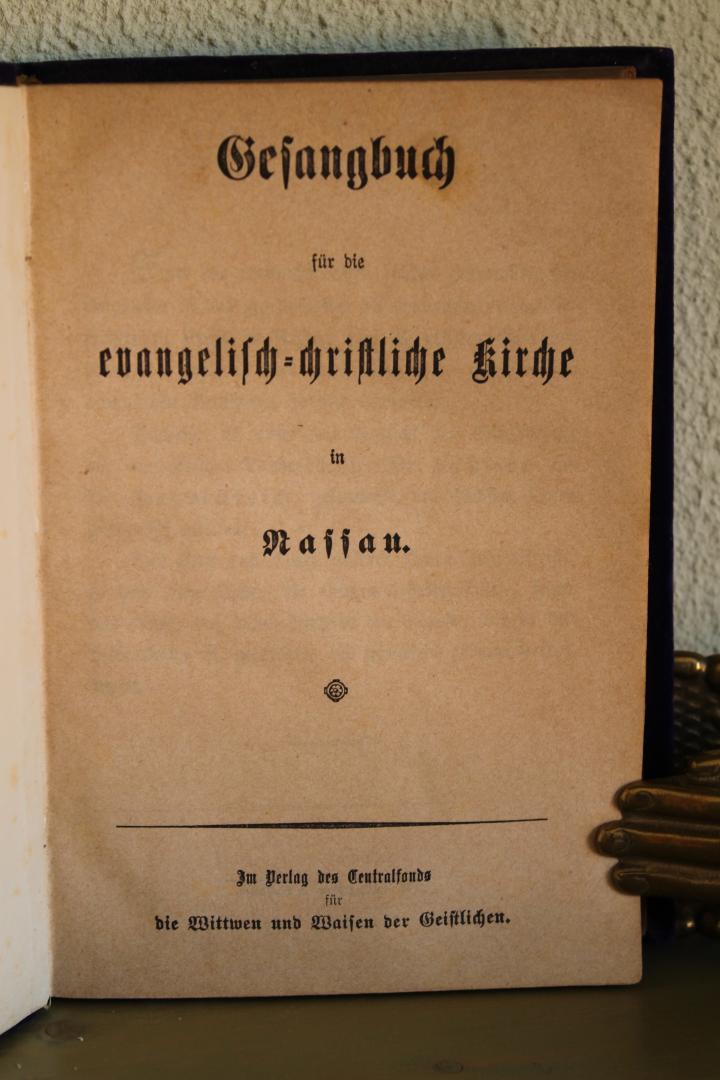 Gesangbuch
für die
evangelisch-christliche Kirche
in
Nassau.
Im Verlag des Centralfonds
für
die Wittwen und Waisen der Geistlichen.